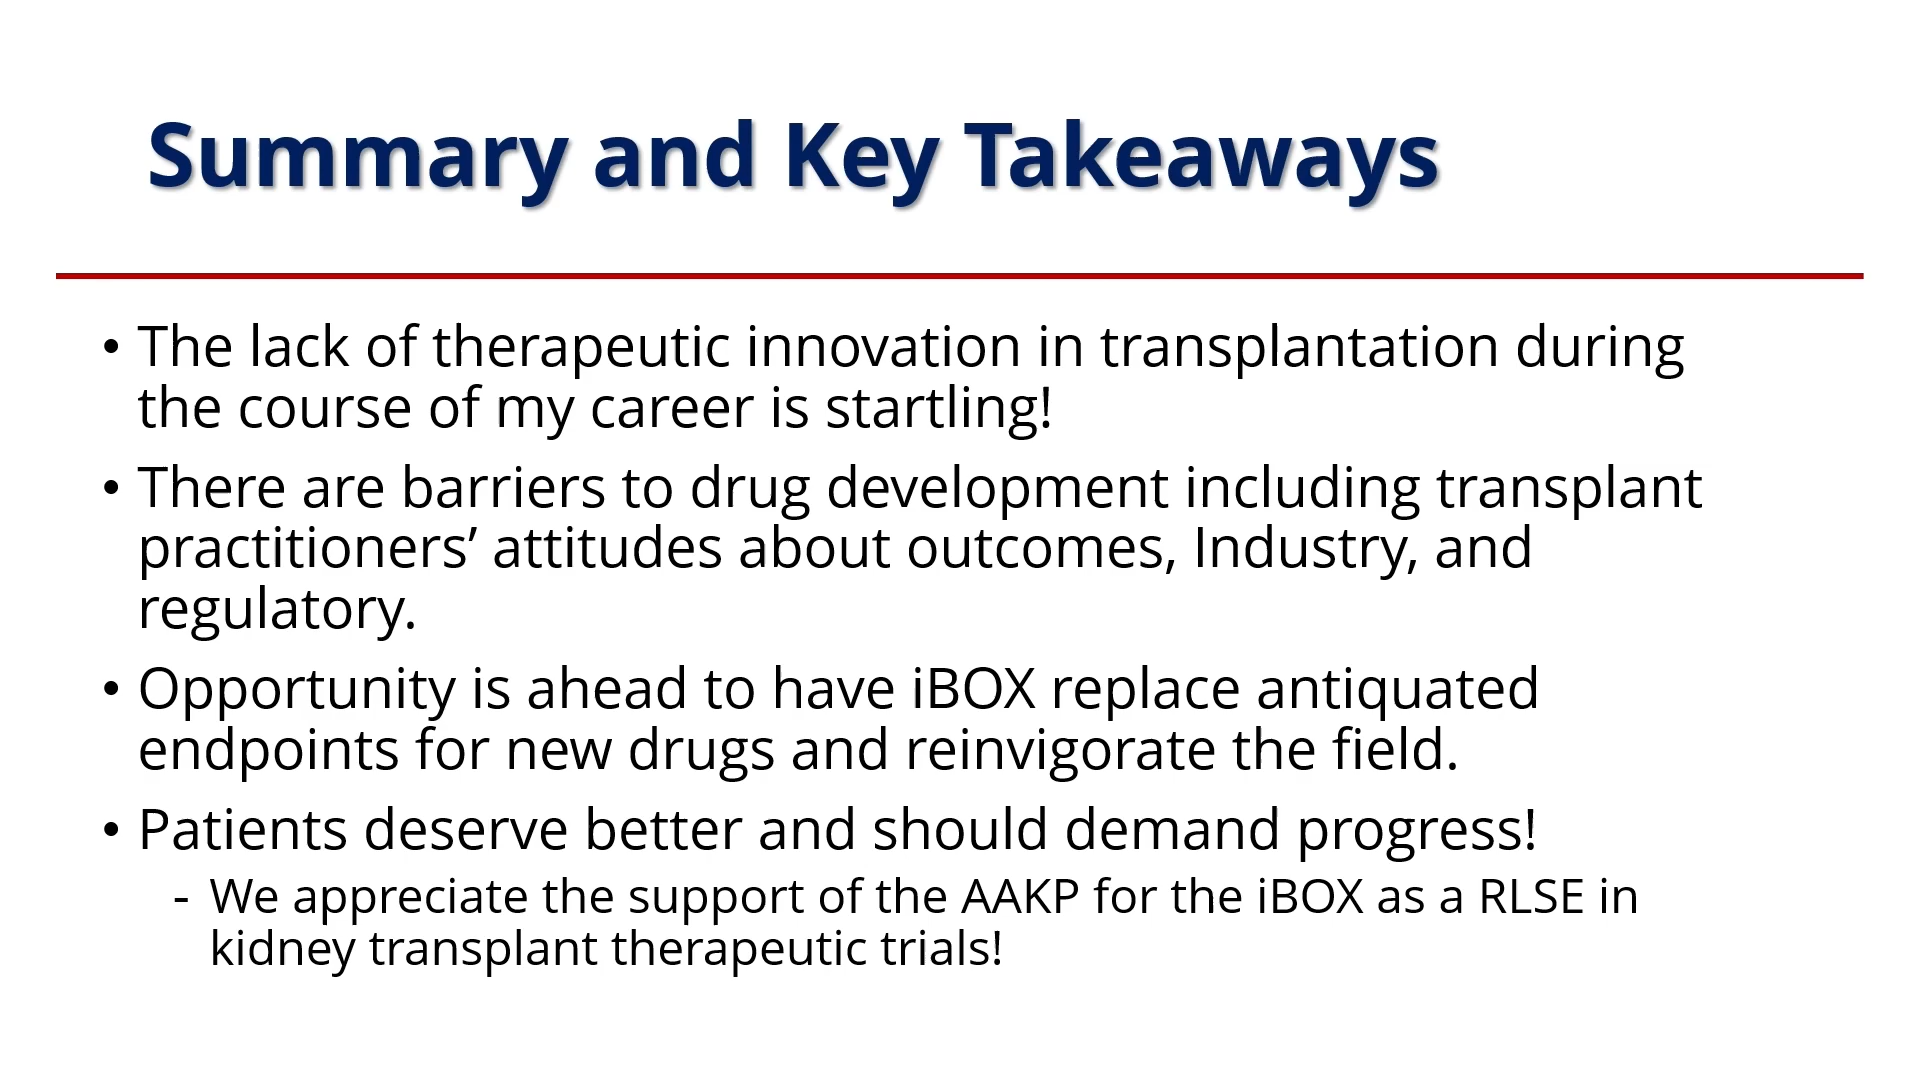 Summary and Key Takeaways
• The lack of therapeutic innovation in transplantation during
the course of my career is startling!
• There are barriers to drug development including transplant
practitioners’ attitudes about outcomes, Industry, and
regulatory.
• Opportunity is ahead to have iBOX replace antiquated
endpoints for new drugs and reinvigorate the field.
• Patients deserve better and should demand progress!
- We appreciate the support of the AAKP for the iBOX as a RLSE in
kidney transplant therapeutic trials!